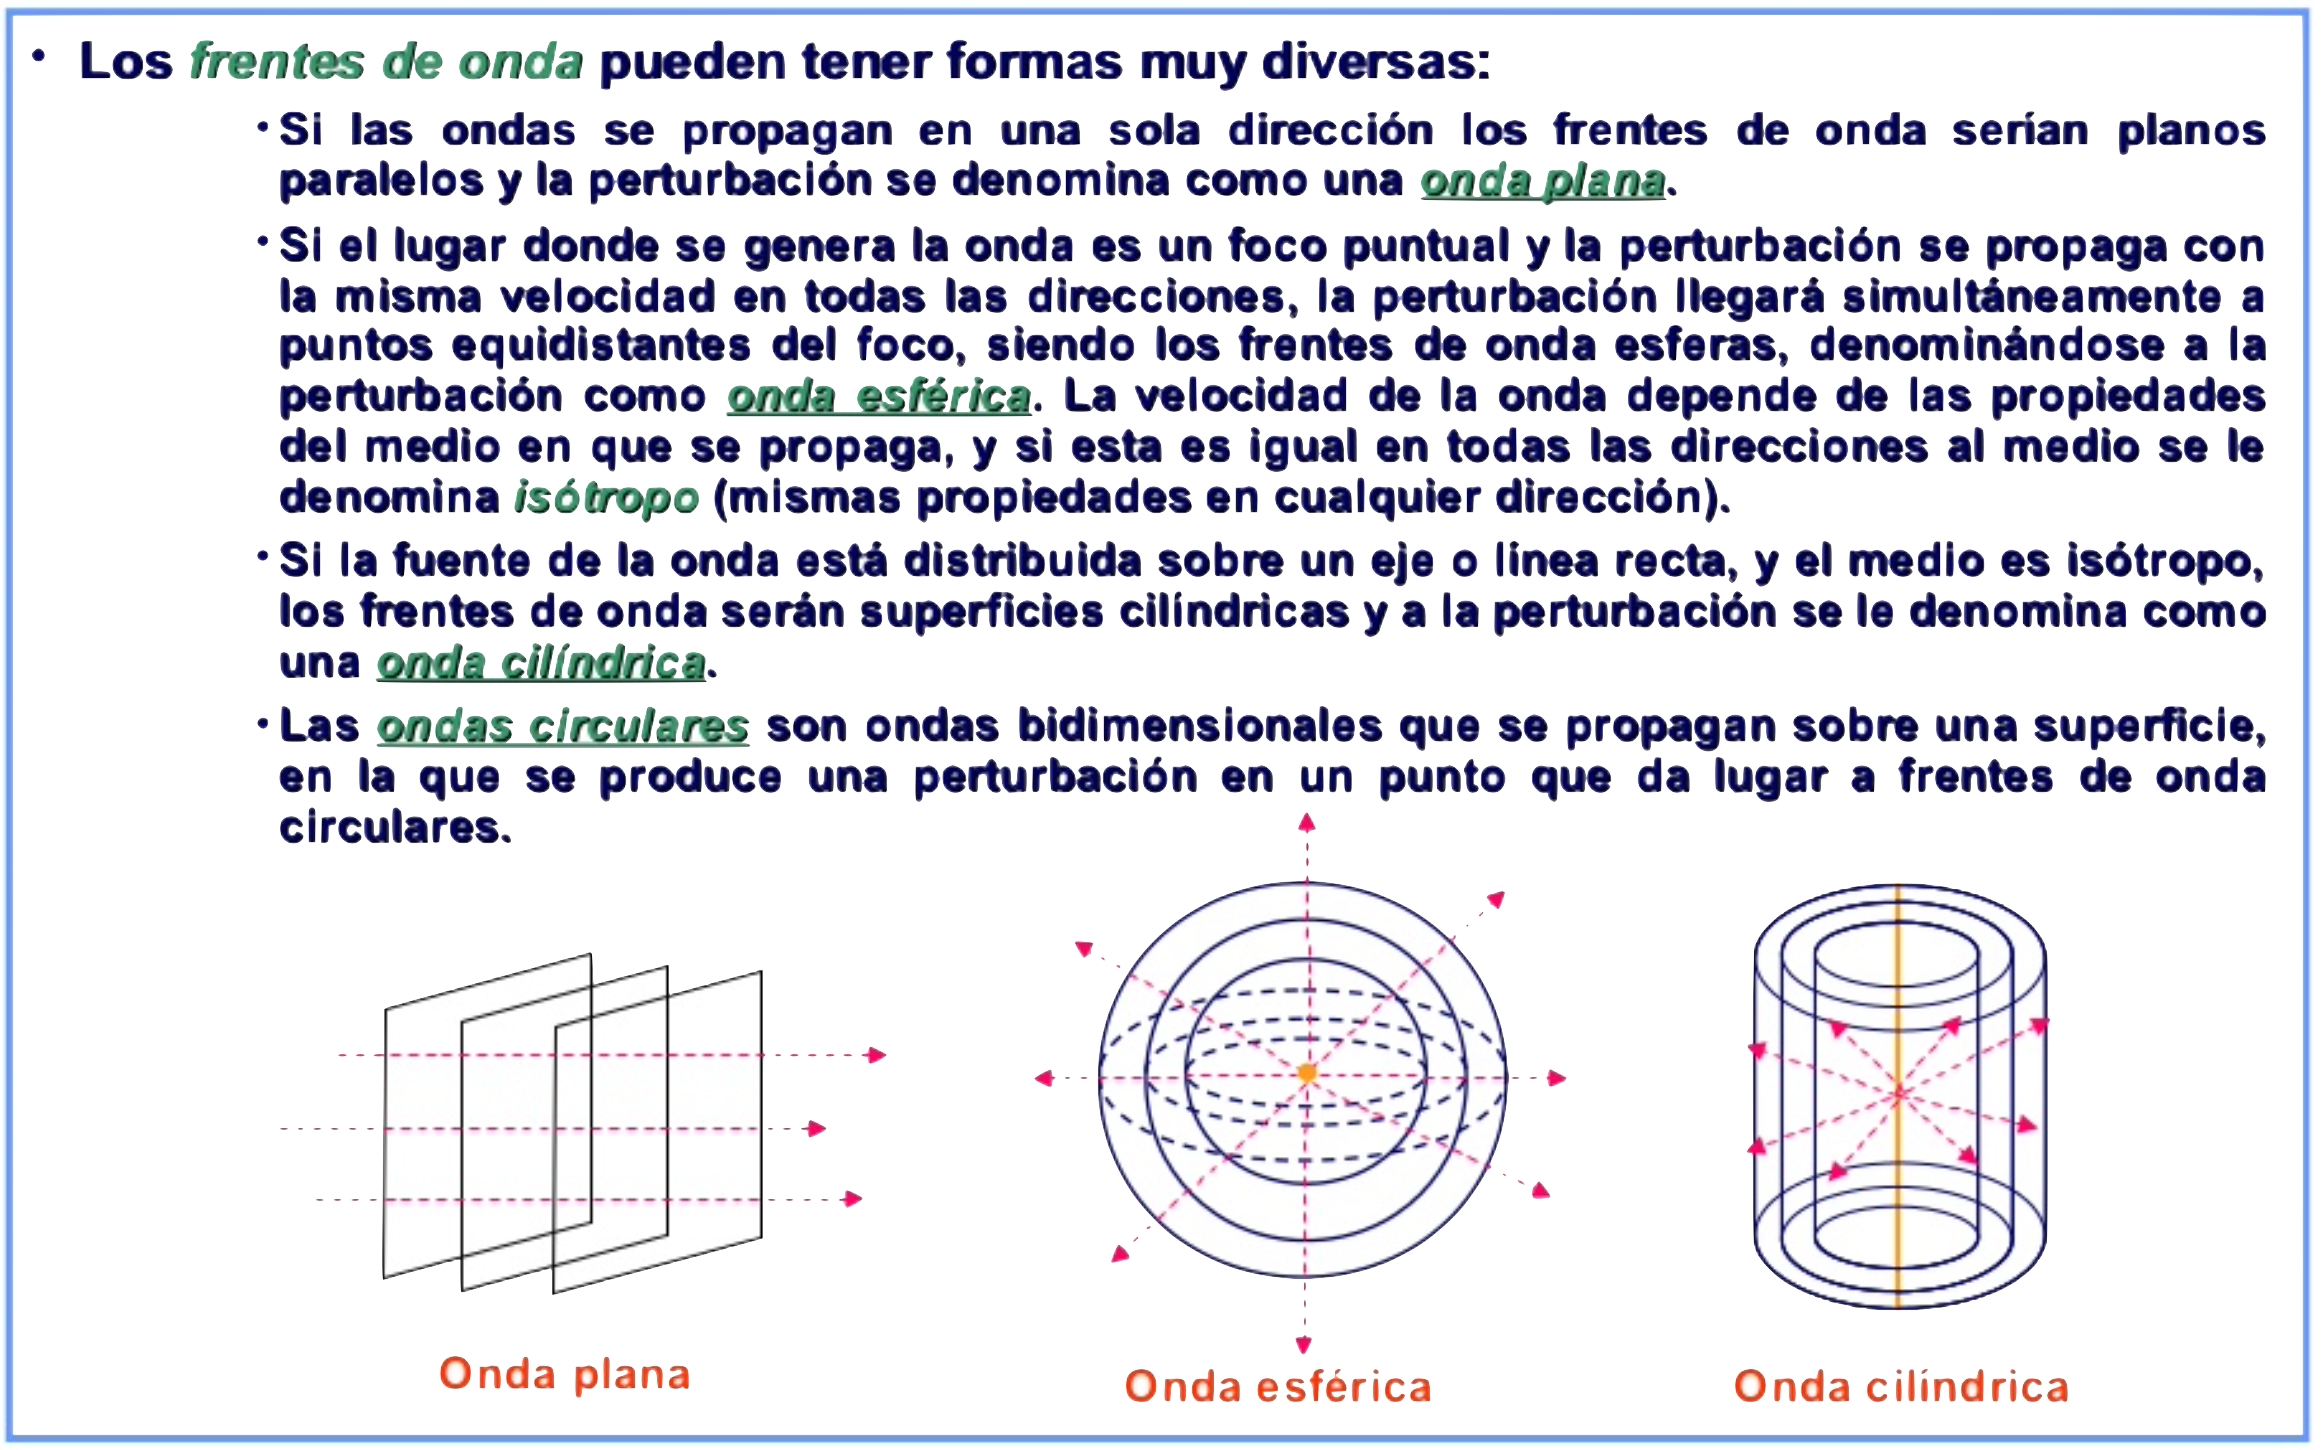 • Los frentes de onda pueden tener formas muy diversas:
• Si las ondas se propagan en una sola dirección los frentes de onda serían planos
paralelos y la perturbación se denomina como una onda plana.
• Si el lugar donde se genera la onda es un foco puntual y la perturbación se propaga con
la misma velocidad en todas las direcciones, la perturbación llegará simultáneamente a
puntos equidistantes del foco, siendo los frentes de onda esferas, denominándose a la
perturbación como onda esférica. La velocidad de la onda depende de las propiedades
del medio en que se propaga, y si esta es igual en todas las direcciones al medio se le
denomina isótropo (mismas propiedades en cualquier dirección).
• Si la fuente de la onda está distribuida sobre un eje o línea recta, y el medio es isótropo,
los frentes de onda serán superficies cilíndricas y a la perturbación se le denomina como
una onda cilíndrica.
• Las ondas circulares son ondas bidimensionales que se propagan sobre una superficie,
en la que se produce una perturbación en un punto que da lugar a frentes de onda
circulares.
Onda plana
Onda esférica
Onda cilíndrica